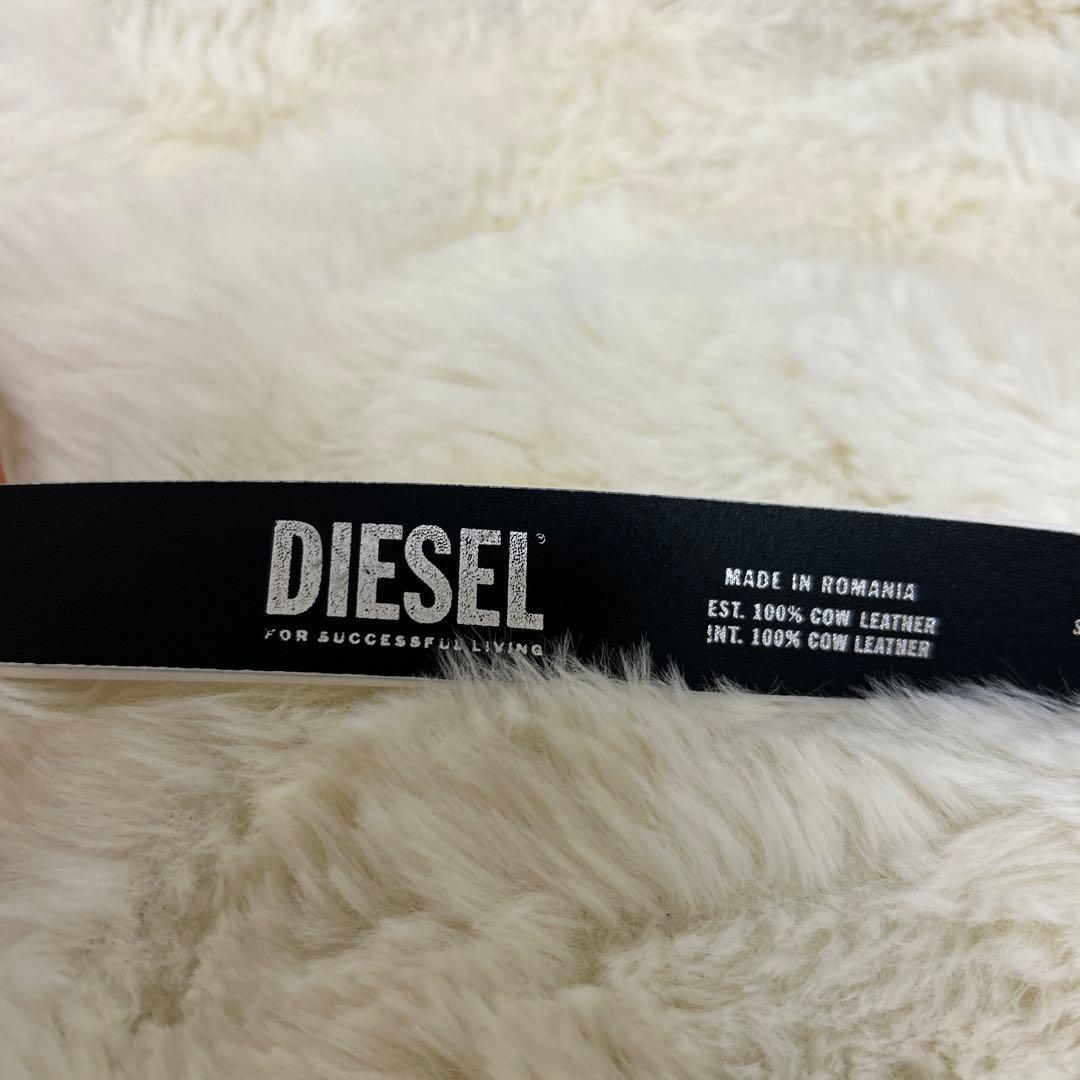 DIESEL®
FOR SUCCESSFUL LIVING
MADE IN ROMANIA
EST. 100% COW LEATHER
INT. 100% COW LEATHER